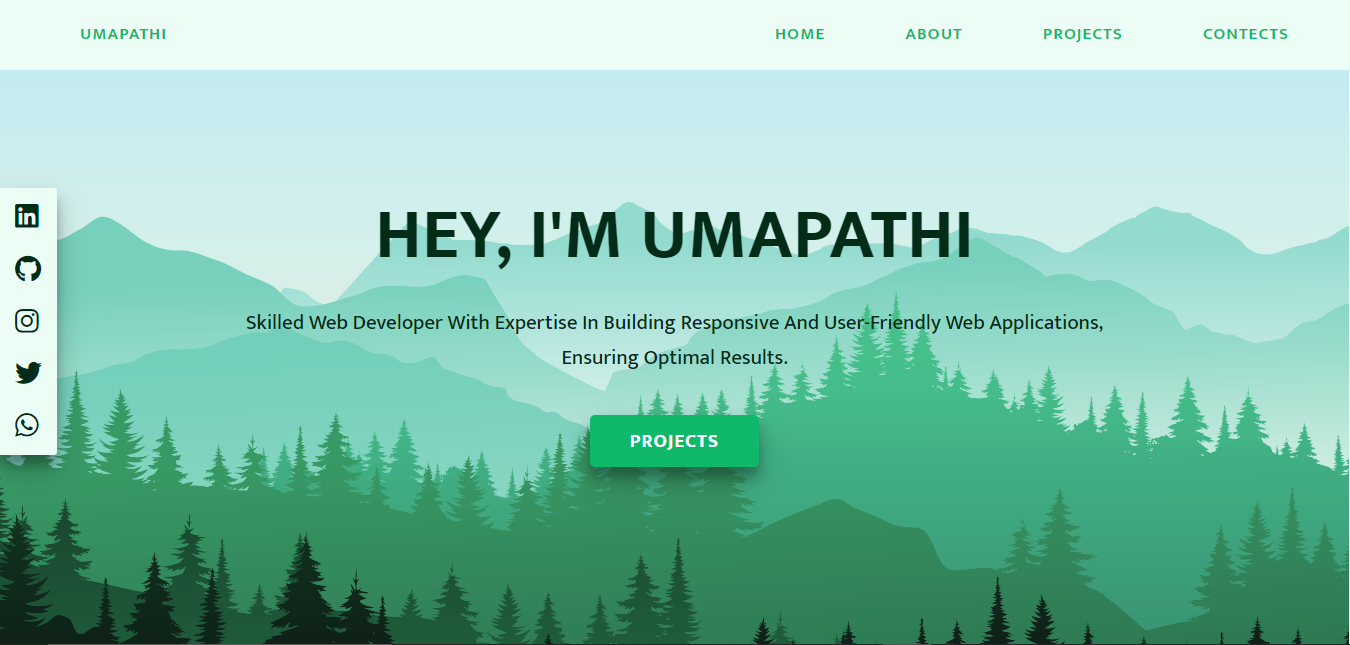 UMAPATHI
HOME
ABOUT
PROJECTS
CONTECTS
HEY, I'M UMAPATHI
Skilled Web Developer With Expertise In Building Responsive And User-Friendly Web Applications,
Ensuring Optimal Results.
PROJECTS